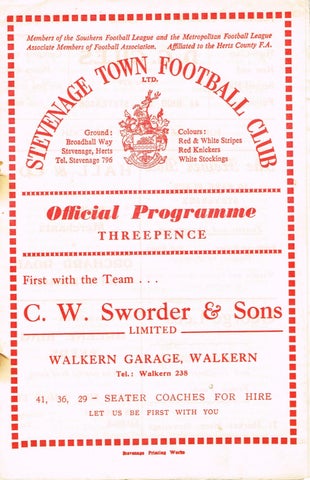 Members of the Southern Football League and the Metropolitan Football League
Associate Members of Football Association. Affiliated to the Herts County F.A.
STEVENAGE TOWN FOOTBALL CLUB
LTD.
Ground:
Broadhall Way
Stevenage, Herts
Tel. Stevenage 796
Colours:
Red & White Stripes
Red Knickers
White Stockings
Official Programme
THREEPENCE
First with the Team . . .
C. W. Sworder & Sons
LIMITED
WALKERN GARAGE, WALKERN
Tel.: Walkern 238
41, 36, 29 - SEATER COACHES FOR HIRE
LET US BE FIRST WITH YOU
Stevenage Printing Works